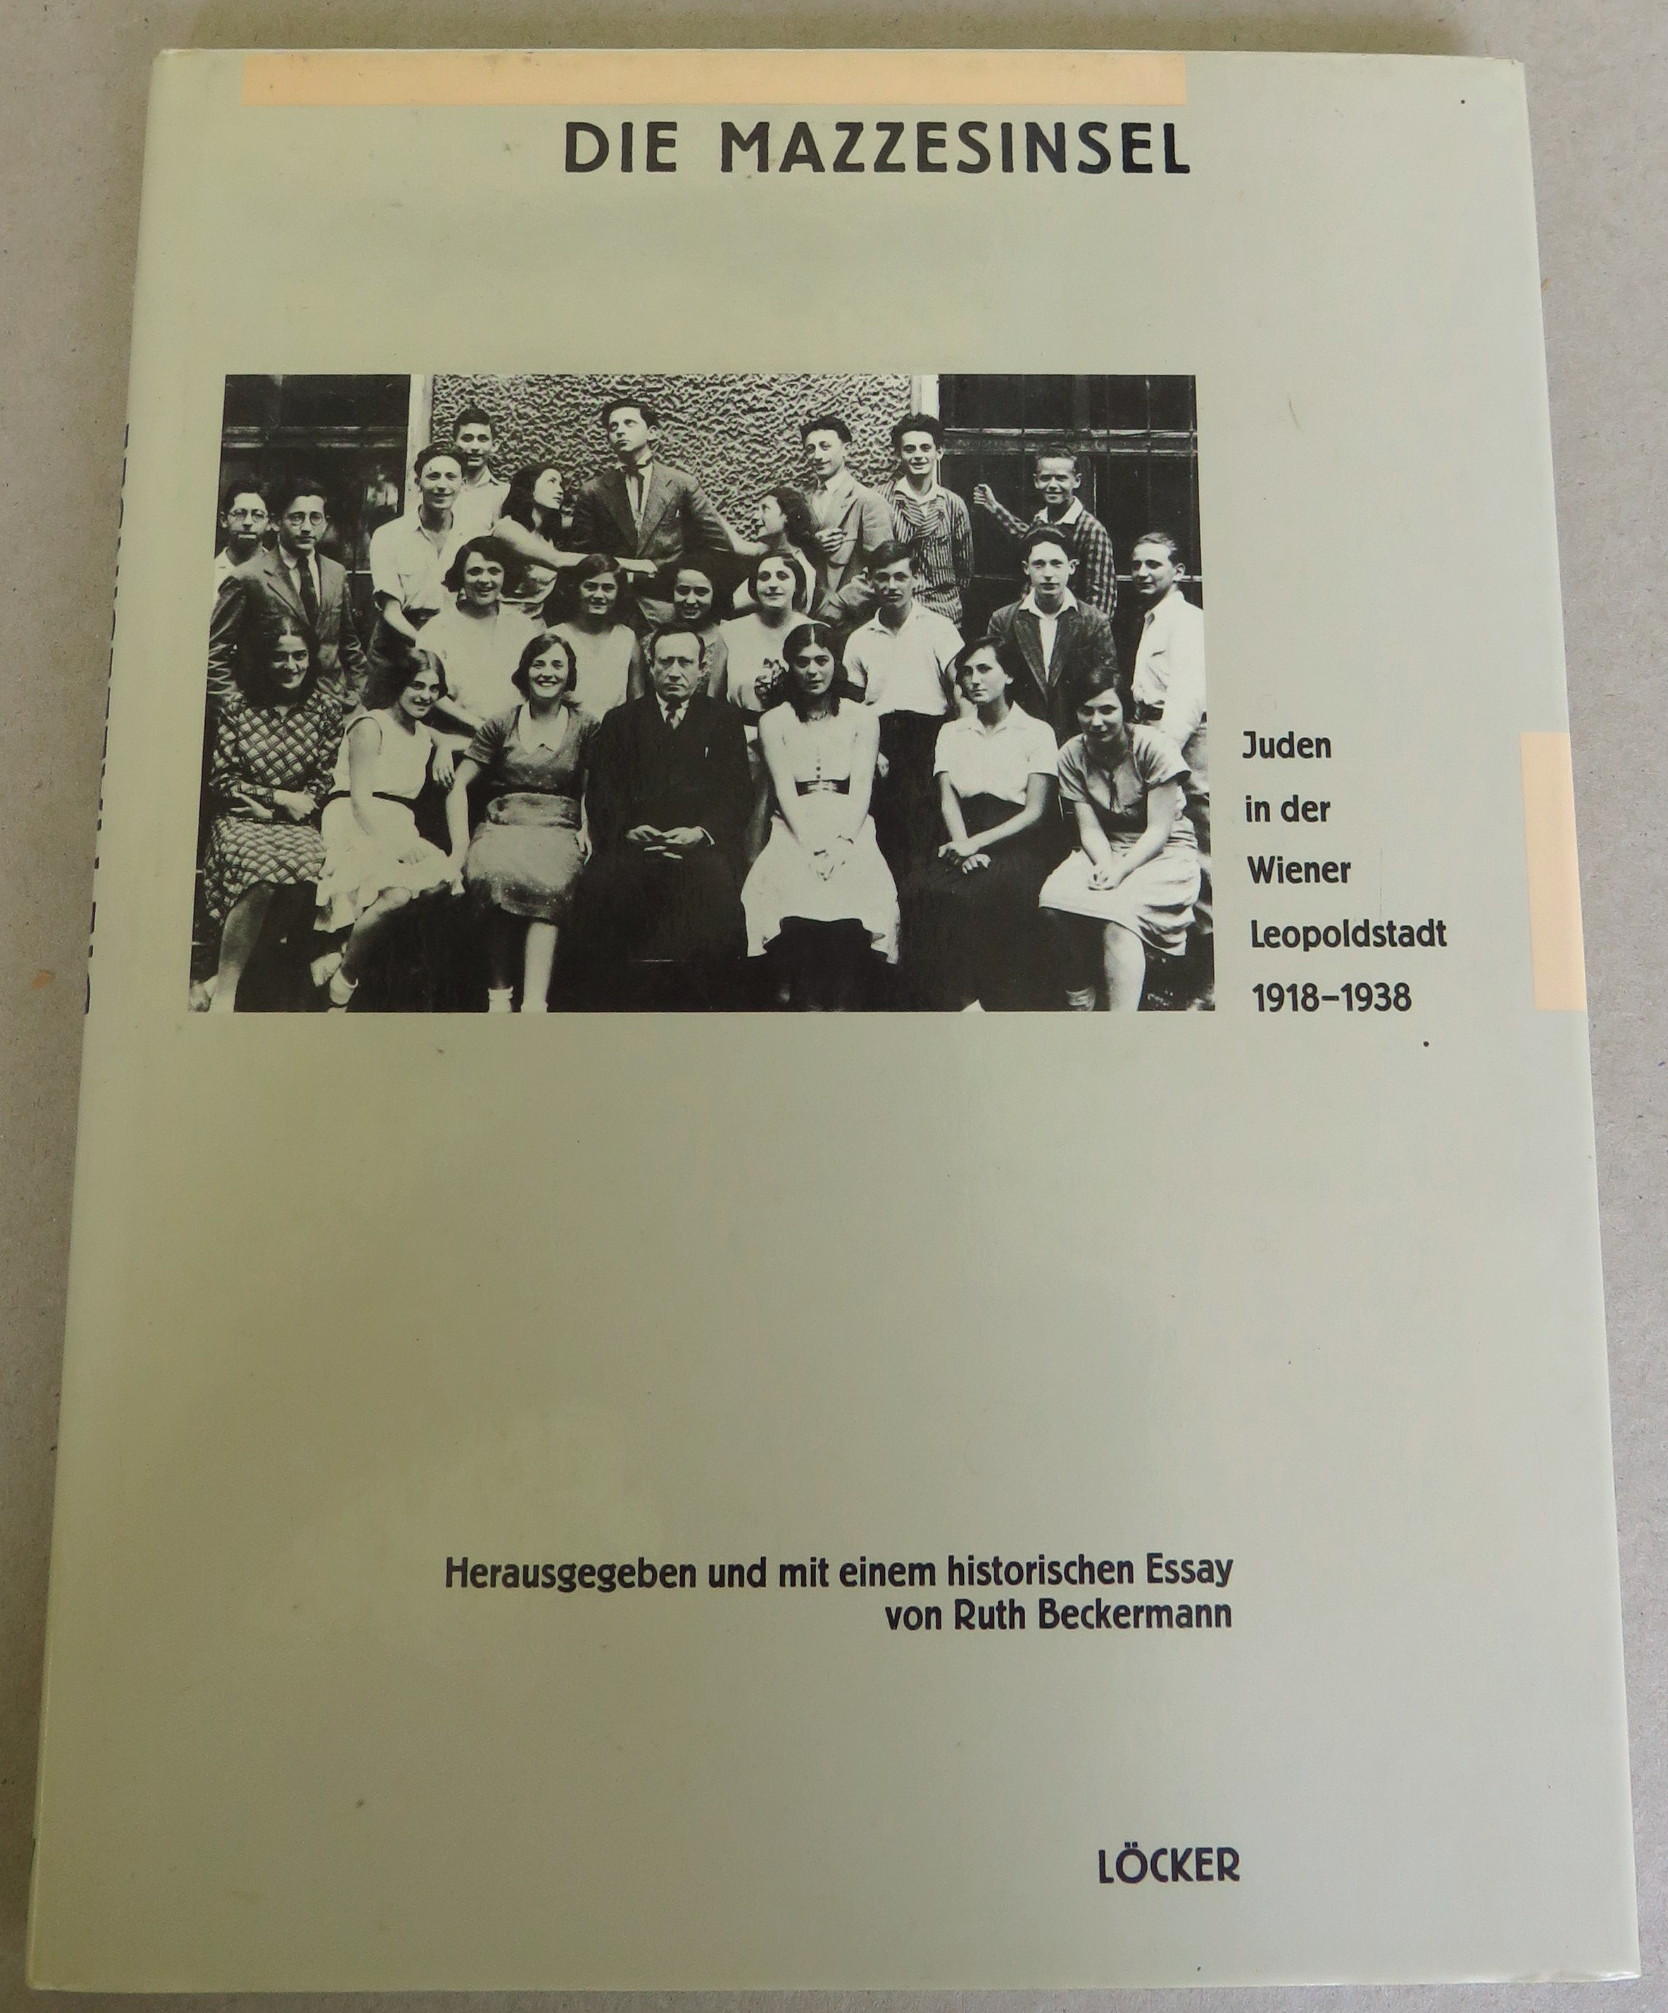 DIE MAZZESINSEL
Juden
in der
Wiener
Leopoldstadt
1918–1938
Herausgegeben und mit einem historischen Essay
von Ruth Beckermann
LÖCKER